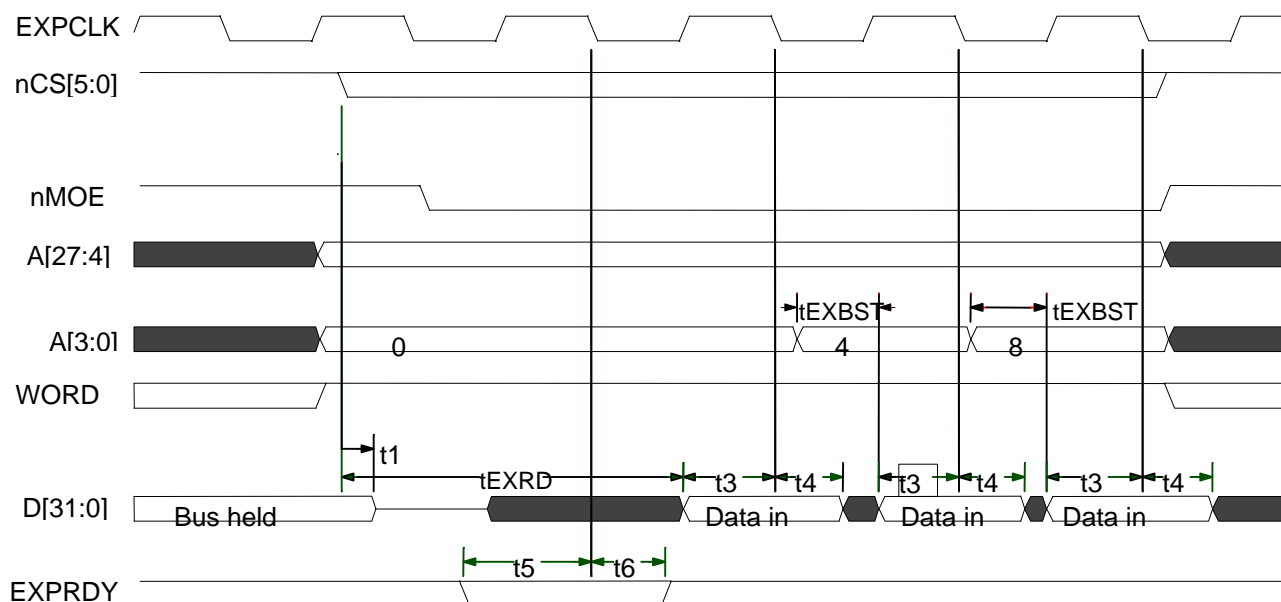 EXPCLK
nCS[5:0]
nMOE
A[27:4]
tEXBST
tEXBST
A[3:0]
0
4
8
WORD
t1
tEXRD
t3
t4
t3
t4
t3
t4
D[31:0]
Bus held
Data in
Data in
Data in
t5
t6
EXPRDY